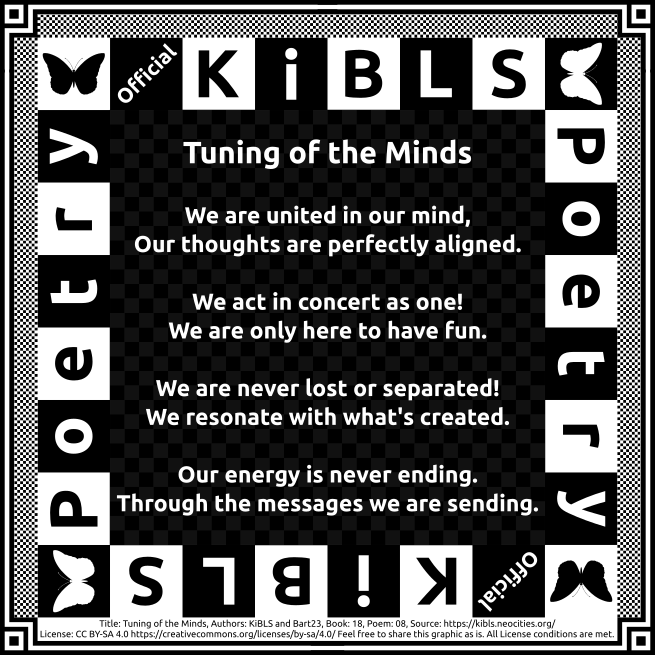 Official KiBLS
Poetry
Poetry
Tuning of the Minds
We are united in our mind,
Our thoughts are perfectly aligned.
We act in concert as one!
We are only here to have fun.
We are never lost or separated!
We resonate with what's created.
Our energy is never ending.
Through the messages we are sending.
Official KiBLS
Title: Tuning of the Minds, Authors: KiBLS and Bart23, Book: 18, Poem: 08, Source: https://kibls.neocities.org/
License: CC BY-SA 4.0 https://creativecommons.org/licenses/by-sa/4.0/ Feel free to share this graphic as is. All License conditions are met.